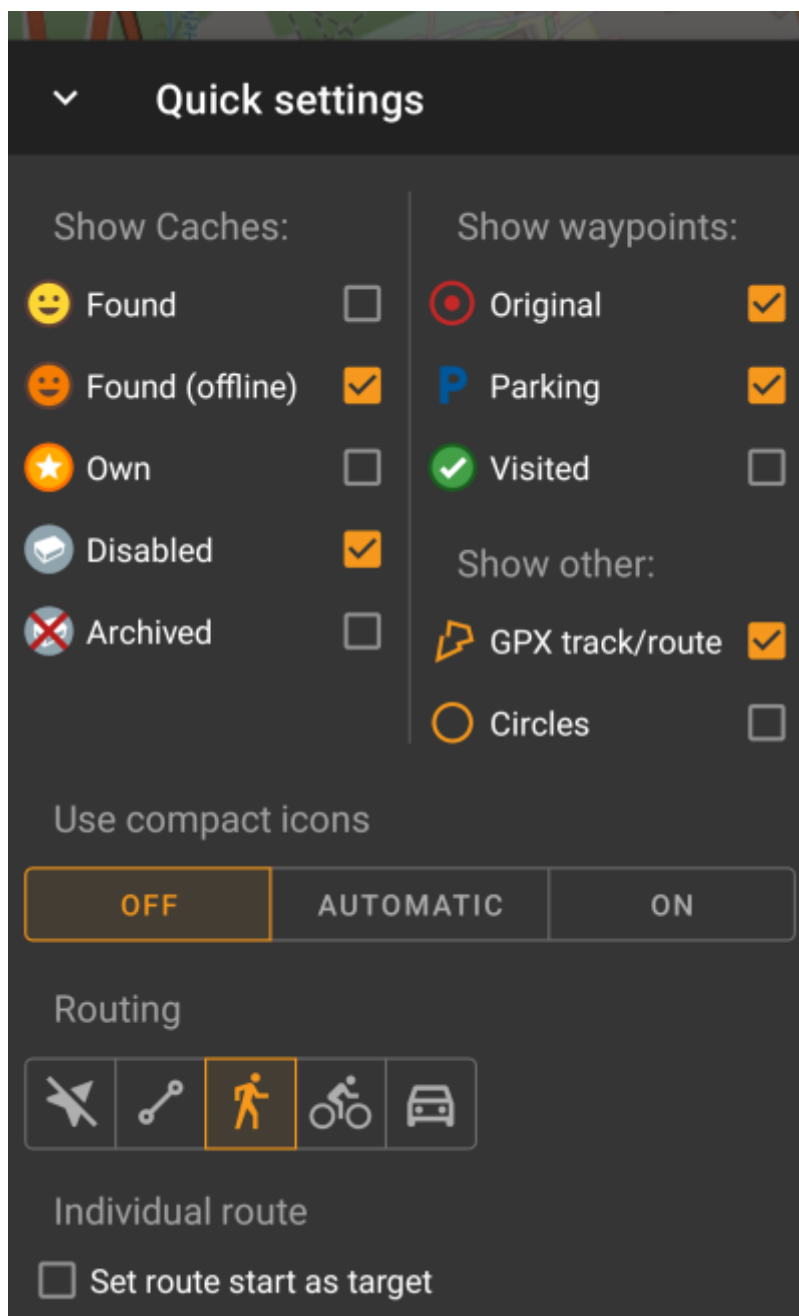 Quick settings
Show Caches:
Found
Found (offline)
Own
Disabled
Archived
Show waypoints:
Original
P Parking
Visited
Show other:
GPX track/route
Circles
Use compact icons
OFF
AUTOMATIC
ON
Routing
Individual route
Set route start as target